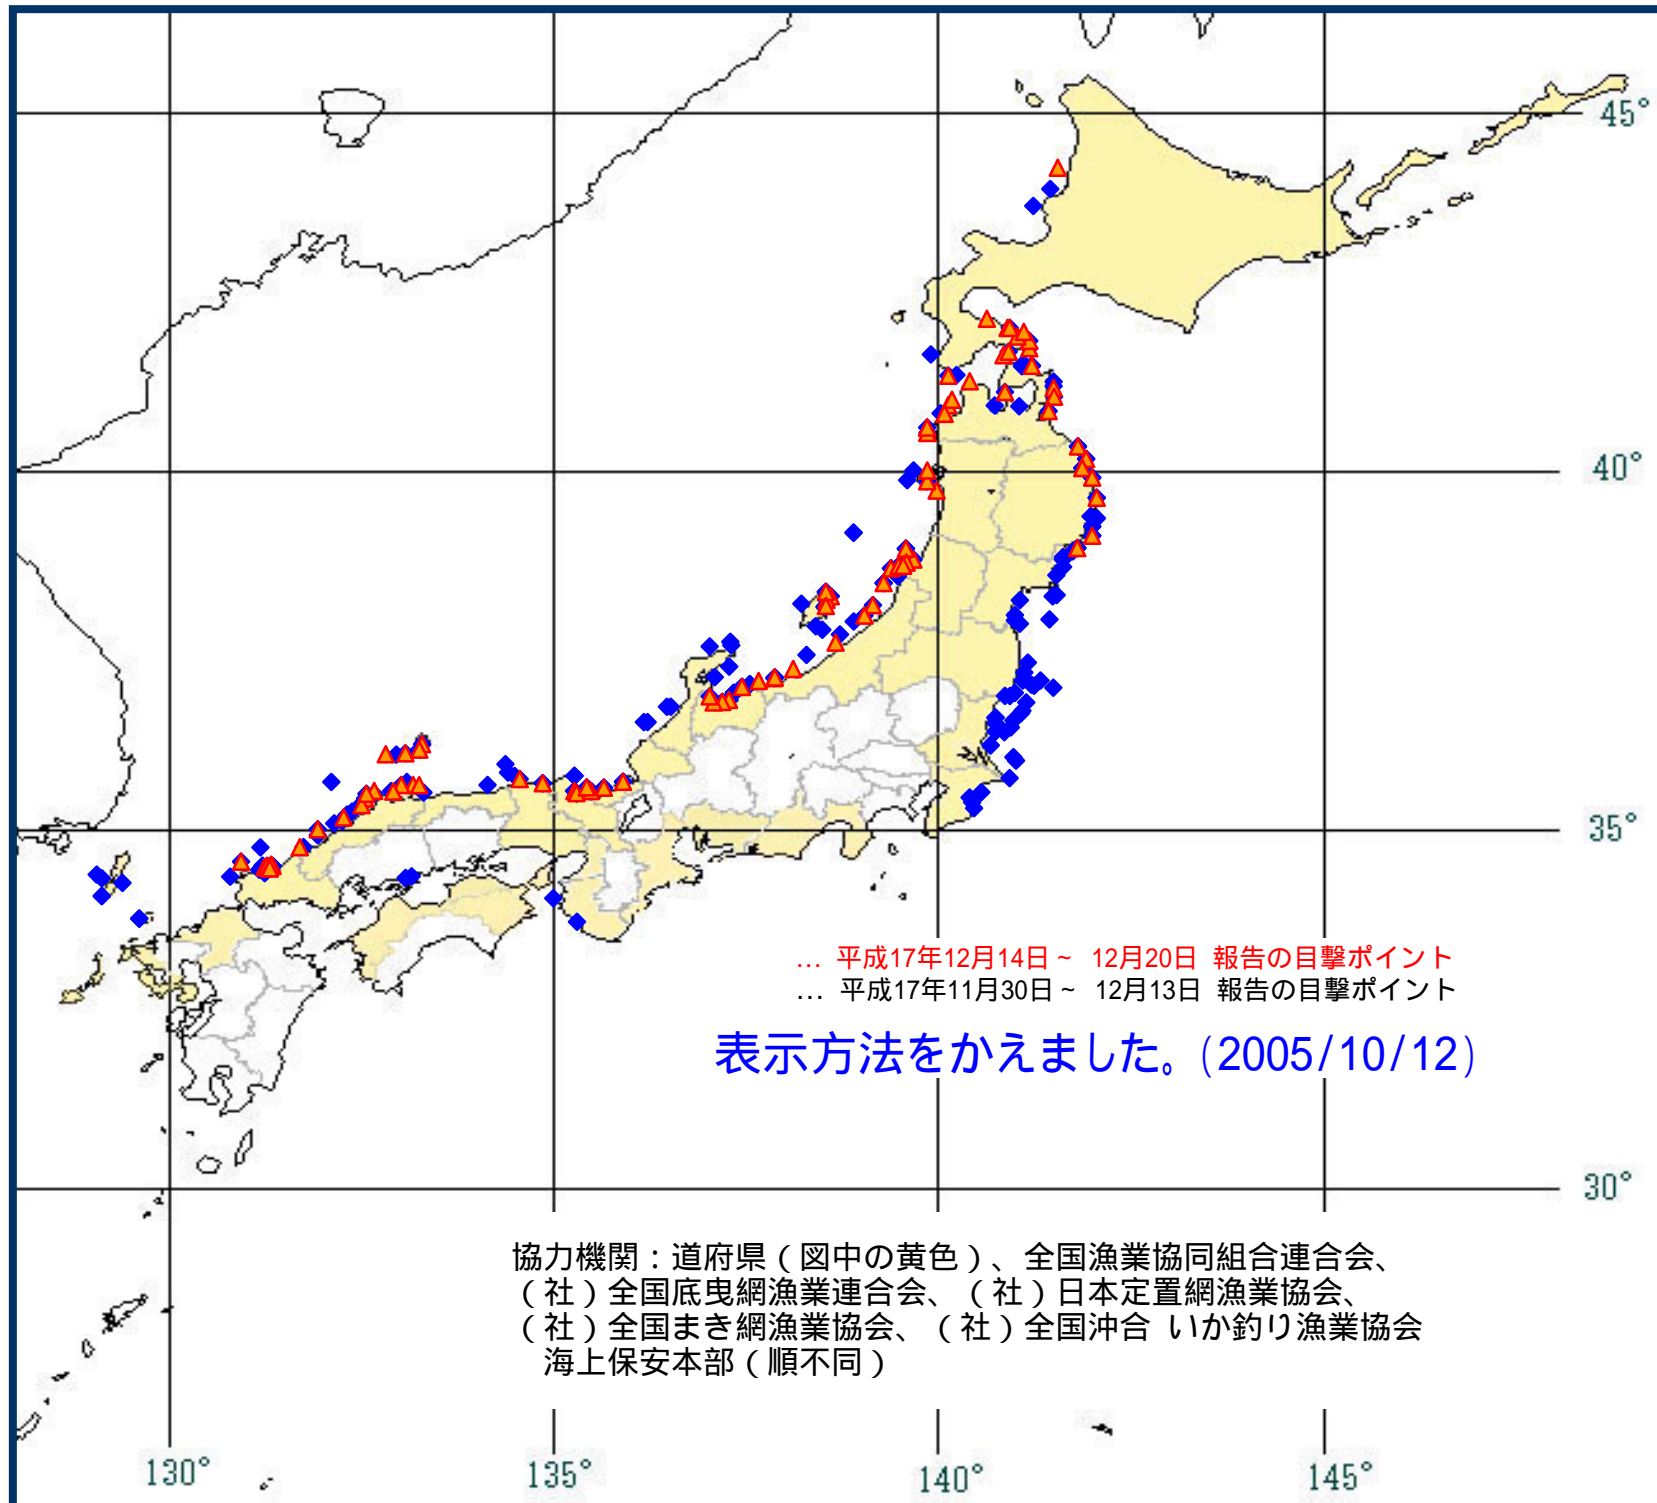 45°
40°
35°
… 平成17年12月14日～ 12月20日 報告の目撃ポイント
… 平成17年11月30日～ 12月13日 報告の目撃ポイント
表示方法をかえました。(2005/10/12)
30°
協力機関：道府県（図中の黄色）、全国漁業協同組合連合会、
（社）全国底曳網漁業連合会、（社）日本定置網漁業協会、
（社）全国まき網漁業協会、（社）全国沖合 いか釣り漁業協会
海上保安本部（順不同）
130° 135° 140° 145°